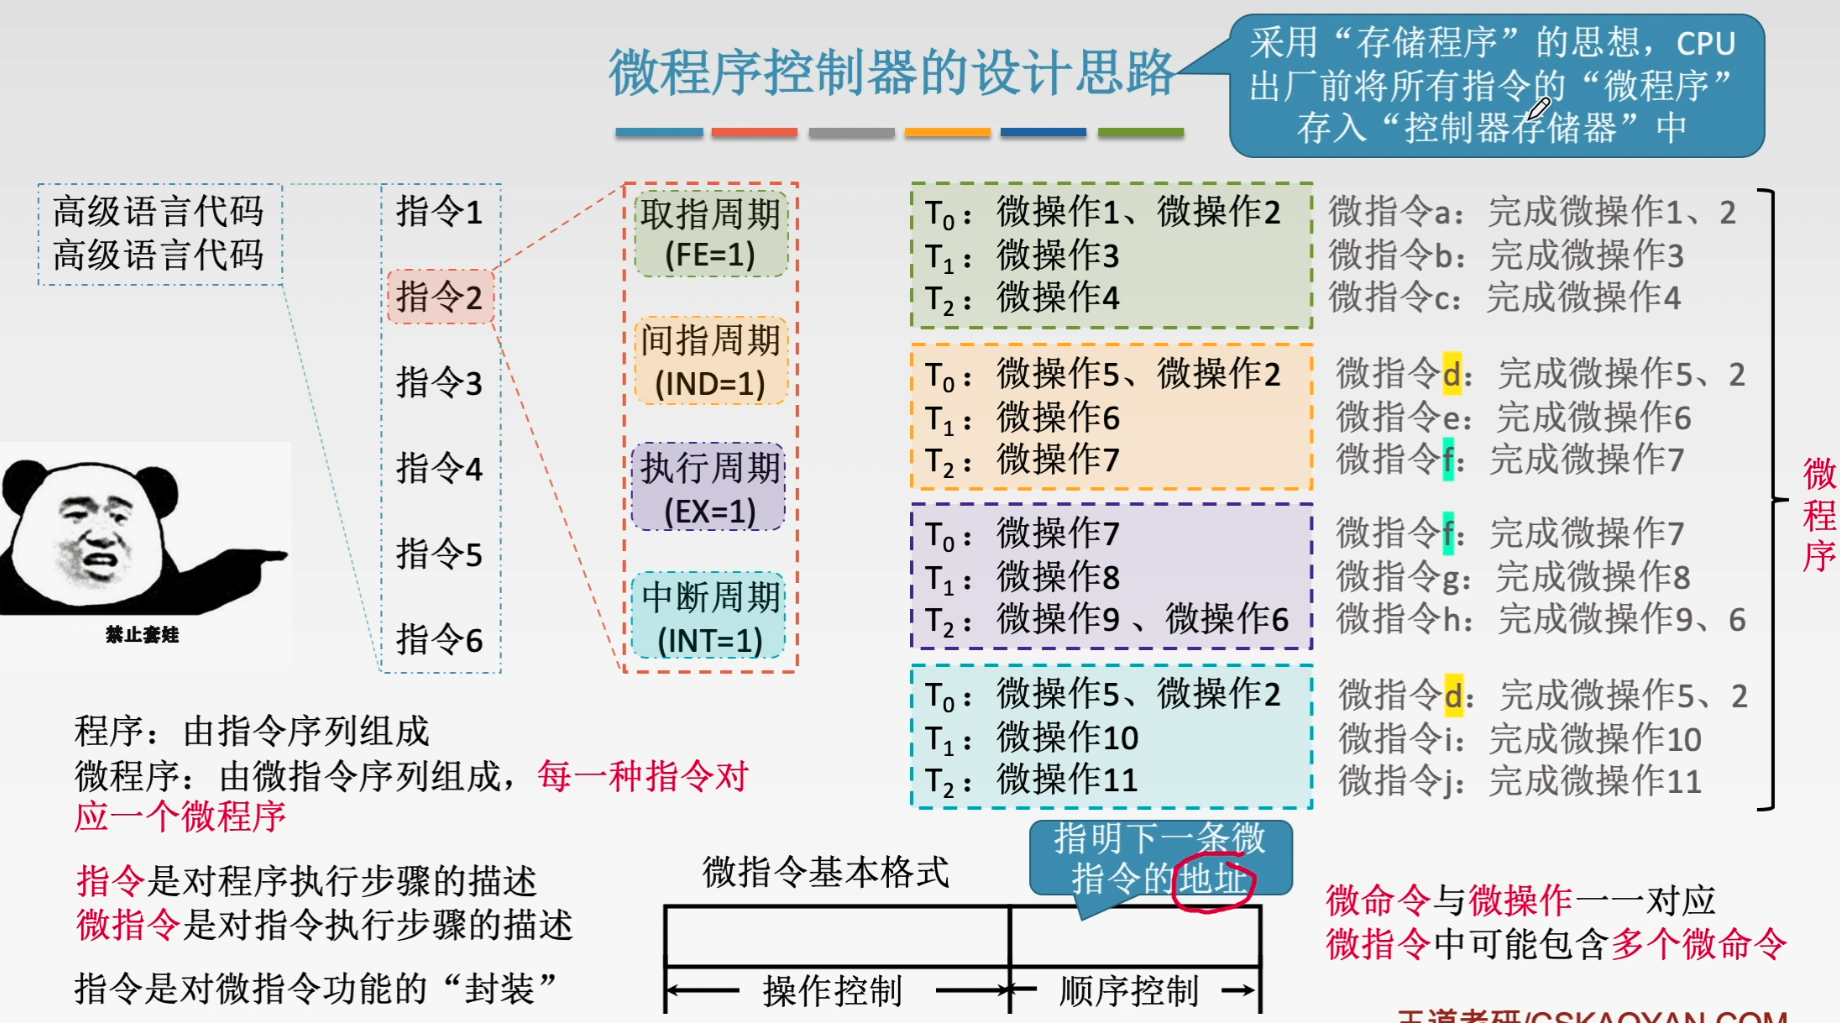 微程序控制器的设计思路
采用“存储程序”的思想，CPU
出厂前将所有指令的“微程序”
存入“控制器存储器”中
高级语言代码
高级语言代码
指令1
指令2
指令3
指令4
指令5
指令6
取指周期
(FE=1)
间指周期
(IND=1)
执行周期
(EX=1)
中断周期
(INT=1)
T0：微操作1、微操作2
T1：微操作3
T2：微操作4
T0：微操作5、微操作2
T1：微操作6
T2：微操作7
T0：微操作7
T1：微操作8
T2：微操作9 、微操作6
T0：微操作5、微操作2
T1：微操作10
T2：微操作11
微指令a：完成微操作1、2
微指令b：完成微操作3
微指令c：完成微操作4
微指令d：完成微操作5、2
微指令e：完成微操作6
微指令f：完成微操作7
微指令f：完成微操作7
微指令g：完成微操作8
微指令h：完成微操作9、6
微指令d：完成微操作5、2
微指令i：完成微操作10
微指令j：完成微操作11
微
程
序
禁止套娃
程序：由指令序列组成
微程序：由微指令序列组成，每一种指令对
应一个微程序
指令是对程序执行步骤的描述
微指令是对指令执行步骤的描述
指令是对微指令功能的“封装”
微指令基本格式
指明下一条微
指令的地址
操作控制
顺序控制
微命令与微操作一一对应
微指令中可能包含多个微命令
王道考研/CSKAOYAN.COM